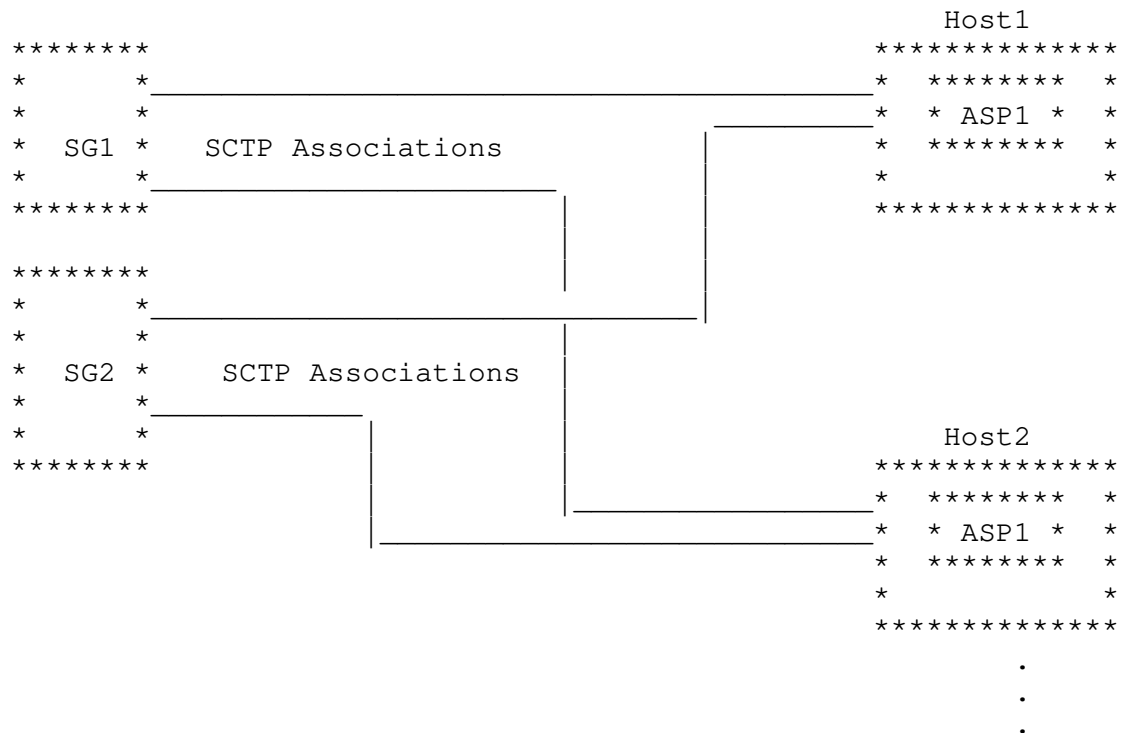 Host1
ASP1
SG1 SCTP Associations
SG2 SCTP Associations
Host2
ASP1
.
.
.